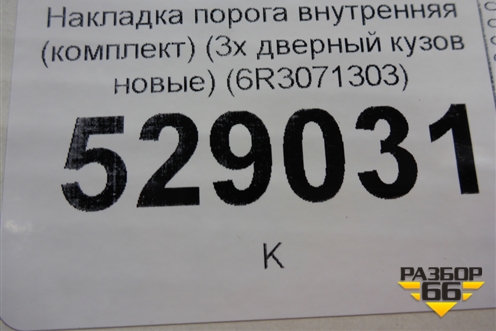 Накладка порога внутренняя
(комплект) (3х дверный кузов
новые) (6R3071303)
529031
К
РАЗБОР
66